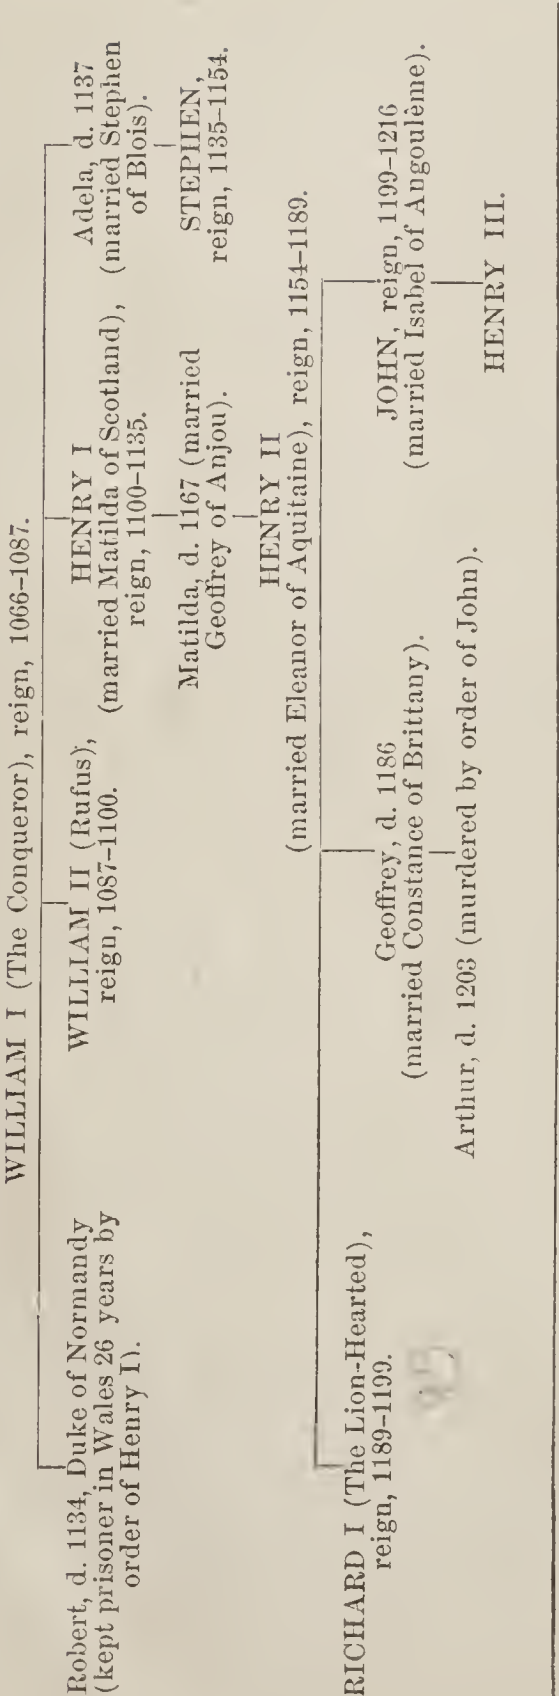 WILLIAM I (The Conqueror), reign, 1066–1087.
Robert, d. 1134, Duke of Normandy
(kept prisoner in Wales 26 years by
order of Henry I).
WILLIAM II (Rufus),
reign, 1087–1100.
HENRY I
(married Matilda of Scotland),
reign, 1100–1135.
Adela, d. 1137
(married Stephen
of Blois).
Matilda, d. 1167 (married
Geoffrey of Anjou).
STEPHEN,
reign, 1135–1154.
HENRY II
(married Eleanor of Aquitaine), reign, 1154–1189.
RICHARD I (The Lion-Hearted),
reign, 1189–1199.
Geoffrey, d. 1186
(married Constance of Brittany).
JOHN, reign, 1199–1216
(married Isabel of Angoulême).
Arthur, d. 1203 (murdered by order of John).
HENRY III.